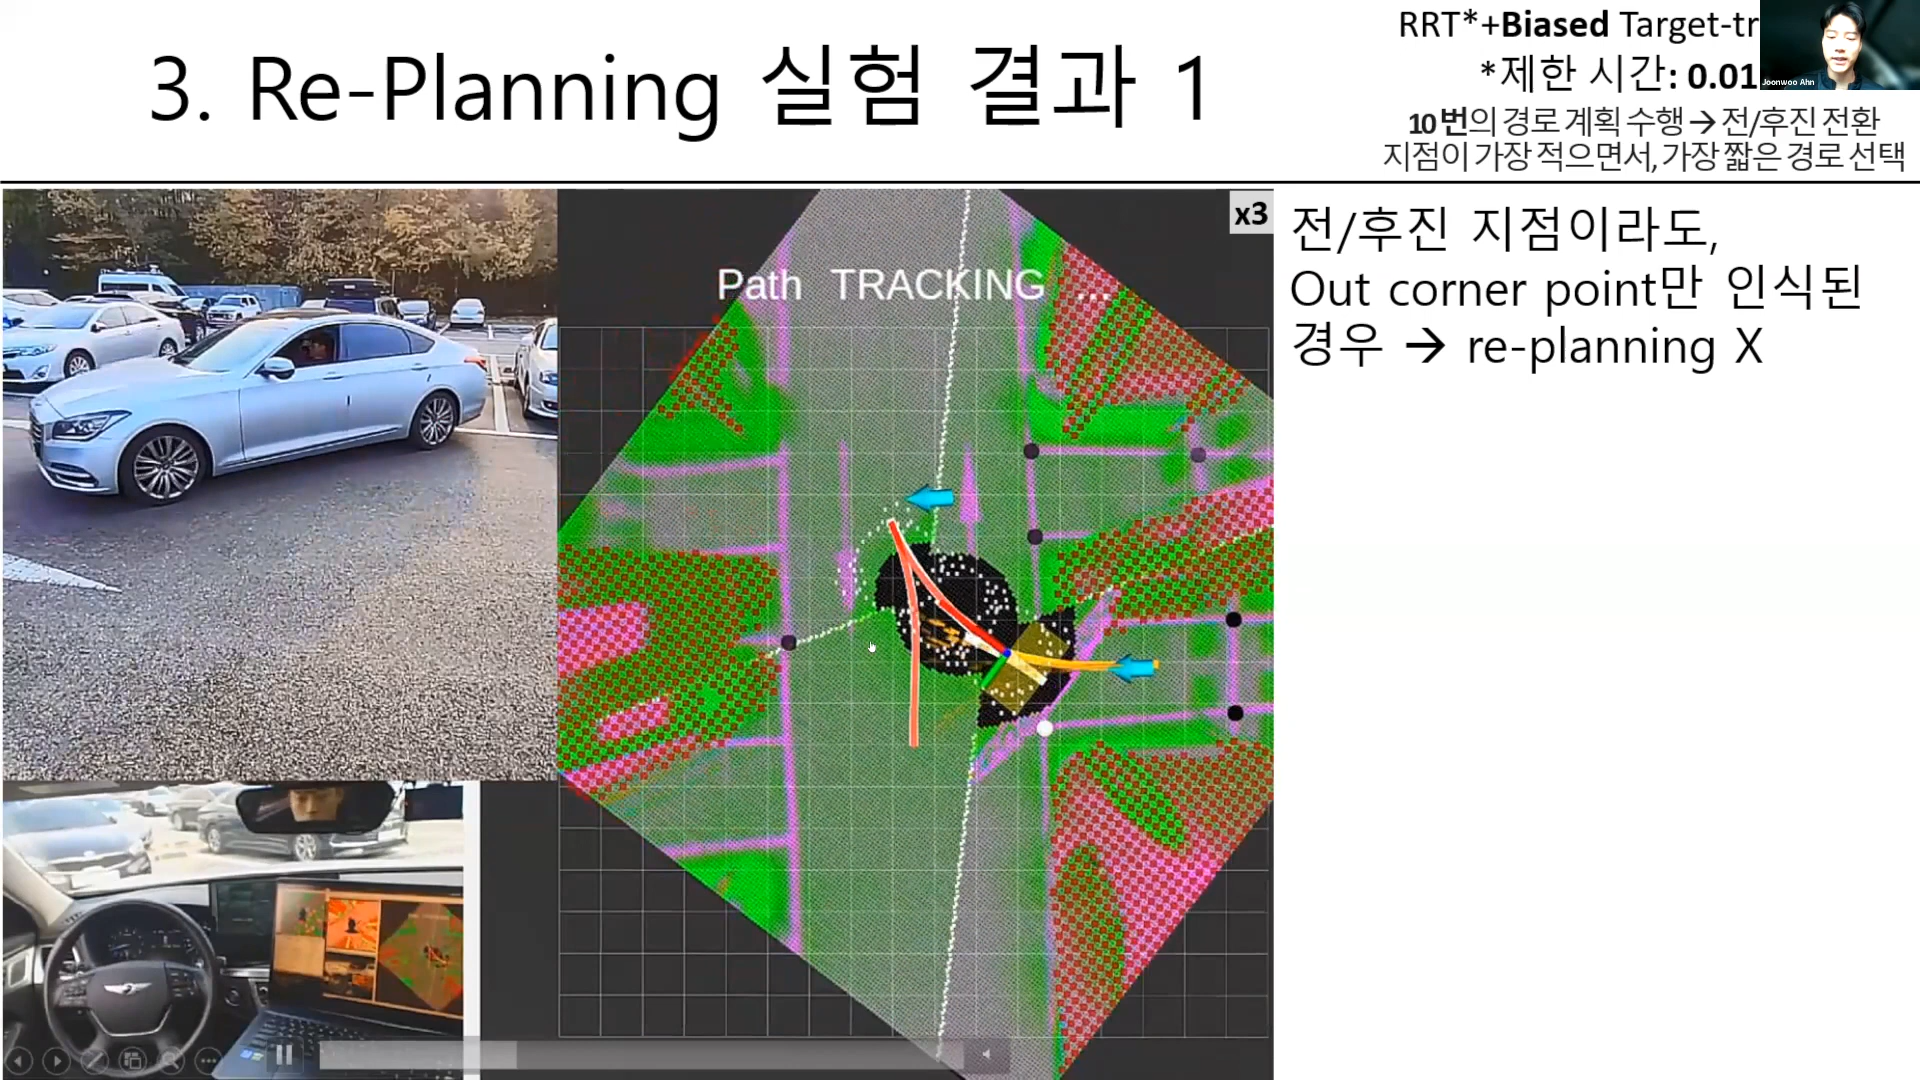 3. Re-Planning 실험 결과 1
RRT*+Biased Target-tr
*제한 시간: 0.01
10번의 경로 계획 수행→전/후진 전환
지점이 가장 적으면서, 가장 짧은 경로 선택
Joonwoo Ahn
x3
Path TRACKING ...
전/후진 지점이라도,
Out corner point만 인식된
경우 → re-planning X